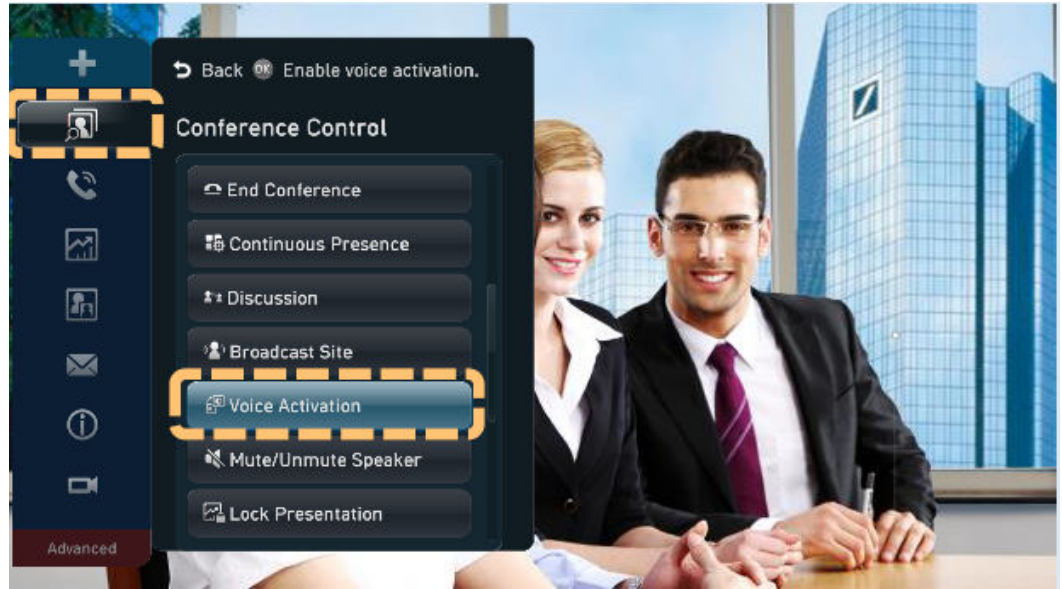 Back OK Enable voice activation.
Conference Control
End Conference
Continuous Presence
Discussion
Broadcast Site
Voice Activation
Mute/Unmute Speaker
Lock Presentation
Advanced